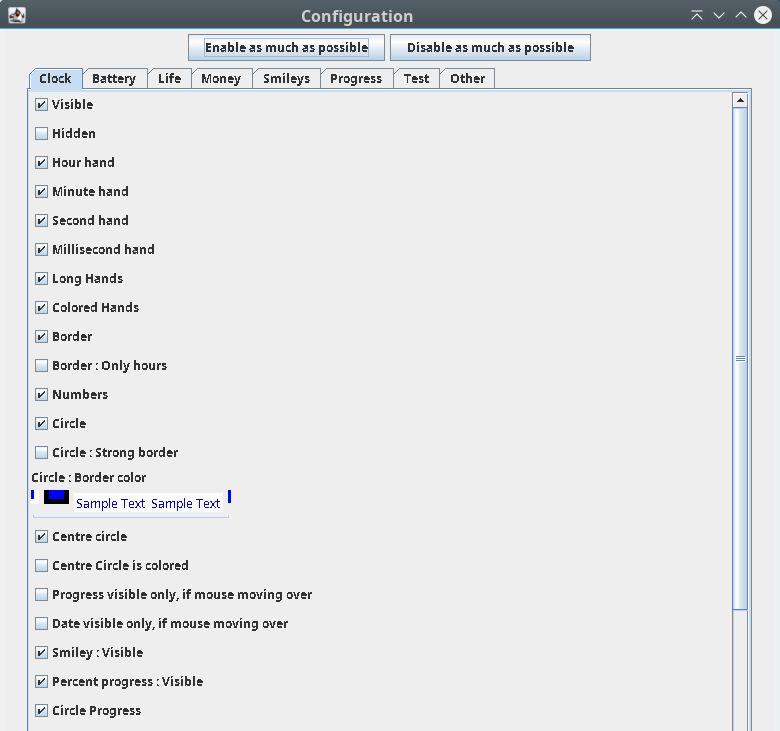 Configuration
Enable as much as possible Disable as much as possible
Clock Battery Life Money Smileys Progress Test Other
Visible
Hidden
Hour hand
Minute hand
Second hand
Millisecond hand
Long Hands
Colored Hands
Border
Border : Only hours
Numbers
Circle
Circle : Strong border
Circle : Border color
Sample Text Sample Text
Centre circle
Centre Circle is colored
Progress visible only, if mouse moving over
Date visible only, if mouse moving over
Smiley : Visible
Percent progress : Visible
Circle Progress